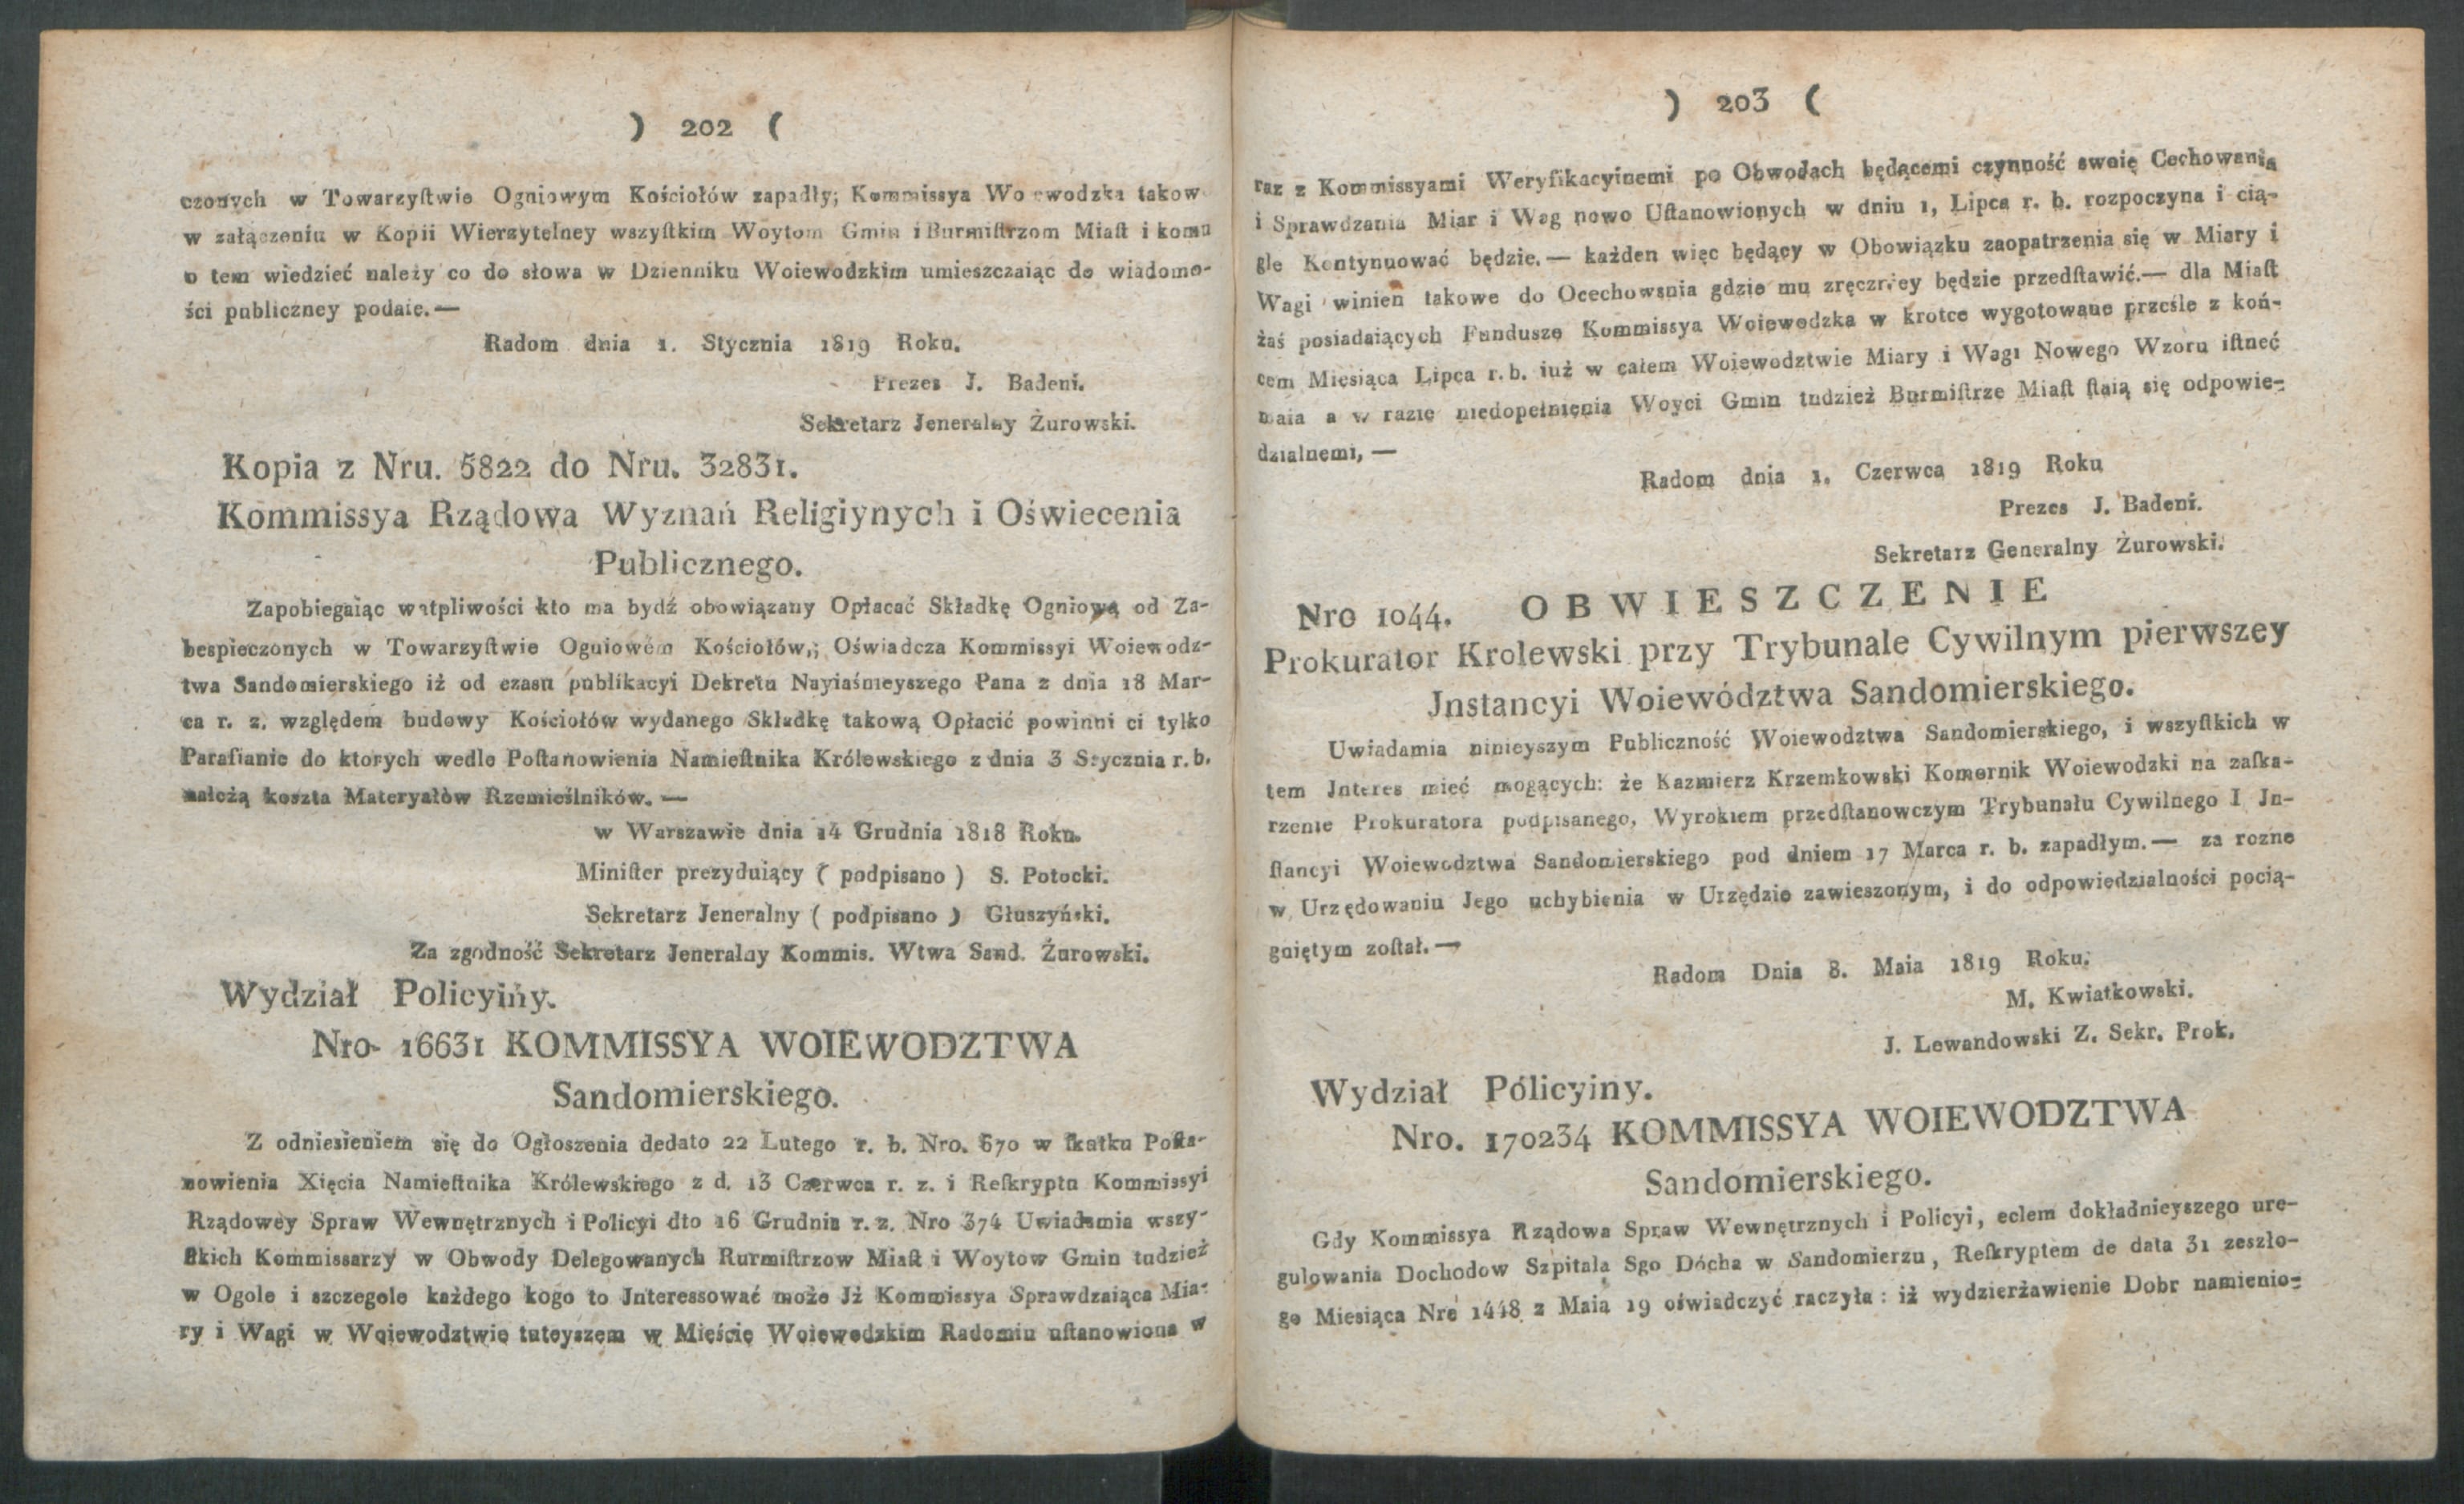 ) 202 (
czonych w Towarzyſtwie Ogniowym Kościołów zapadły; Kommissya Wo ewodzka takow
w załączeniu w Kopii Wierzytelney wszyſtkim Woytom Gmin i Burmiſtrzom Miaſt i komu
o tem wiedzieć należy co do słowa w Dzienniku Woiewodzkim umieszczaiąc do wiadomo-
ści publiczney podaie.—
Radom dnia 1. Stycznia 1819 Roku.
Prezes J. Badeni.
Sekretarz Jeneralny Żurowski.
Kopia z Nru. 5822 do Nru. 32831.
Kommissya Rządowa Wyznań Religiynych i Oświecenia
Publicznego.
Zapobiegaiąc wątpliwości kto ma bydź obowiązany Opłacać Składkę Ogniową od Za-
bespieczonych w Towarzyſtwie Ogniowém Kościołów,; Oświadcza Kommissyi Woiewodz-
twa Sandomierskiego iż od czasu publikacyi Dekretu Nayiaśnieyszego Pana z dnia 18 Mar-
ca r. z. względem budowy Kościołów wydanego Składkę takową Opłacić powinni ci tylko
Parafianie do ktorych wedle Poſtanowienia Namieſtnika Królewskiego z dnia 3 Stycznia r. b.
należą koszta Materyałów Rzemieślników. —
w Warszawie dnia 14 Grudnia 1818 Roku.
Miniſter prezyduiący ( podpisano ) S. Potocki.
Sekretarz Jeneralny ( podpisano ) Głuszyński.
Za zgodność Sekretarz Jeneralny Kommis. Wtwa Sand. Żurowski.
Wydział Policyiny.
Nro- 16631 KOMMISSYA WOIEWODZTWA
Sandomierskiego.
Z odniesieniem się do Ogłoszenia dedato 22 Lutego r. b. Nro. 670 w ſkutku Poſta-
nowienia Xięcia Namieſtnika Królewskiego z d. 13 Czerwca r. z. i Reſkryptu Kommissyi
Rządowey Spraw Wewnętrznych i Policyi dto 16 Grudnia r. z. Nro 374 Uwiadamia wszy-
ſtkich Kommissarzy w Obwody Delegowanych Rurmiſtrzow Miaſt i Woytow Gmin tudzież
w Ogole i szczegole każdego kogo to Jnteressować może Jż Kommissya Sprawdzaiąca Mia-
ry i Wagi w Woiewodztwie tuteyszem w Mieście Woiewodzkim Radomiu uſtanowiona w
) 203 (
raz z Kommissyami Weryfikacyinemi po Obwodach będącemi czynność swoię Cechowania
i Sprawdzania Miar i Wag nowo Uſtanowionych w dniu 1, Lipca r. b. rozpoczyna i cią-
gle Kontynuować będzie.— każden więc będący w Obowiązku zaopatrzenia się w Miary i
Wagi winien takowe do Ocechowania gdzie mu zręczniey będzie przedſtawić.— dla Miaſt
żaś posiadaiących Fundusze Kommissya Woiewodzka w krotce wygotowane prześle z koń-
cem Miesiąca Lipca r. b. iuż w całem Woiewodztwie Miary i Wagi Nowego Wzoru iſtneć
maia a w razie niedopełnienia Woyci Gmin tudzież Burmiſtrze Miaſt ſtaią się odpowie-
dzialnemi, —
Radom dnia 1. Czerwca 1819 Roku
Prezes J. Badeni.
Sekretarz Generalny Żurowski.
Nro 1044. OBWIESZCZENIE
Prokurator Krolewski przy Trybunale Cywilnym pierwszey
Jnstancyi Woiewództwa Sandomierskiego.
Uwiadamia ninieyszym Publiczność Woiewodztwa Sandomierskiego, i wszyſtkich w
tem Jnteres mieć mogących: że Kazmierz Krzemkowski Komornik Woiewodzki na zaſka-
rzenie Prokuratora podpisanego, Wyrokiem przedſtanowczym Trybunału Cywilnego I Jn-
ſtancyi Woiewodztwa Sandomierskiego pod dniem 17 Marca r. b. zapadłym.— za rozne
w Urzędowaniu Jego uchybienia w Urzędzie zawieszonym, i do odpowiedzialności pocią-
gniętym zoſtał. —
Radom Dnia 8. Maia 1819 Roku.
M. Kwiatkowski.
J. Lewandowski Z. Sekr. Prok.
Wydział Pólicyiny.
Nro. 170234 KOMMISSYA WOIEWODZTWA
Sandomierskiego.
Gdy Kommissya Rządowa Spraw Wewnętrznych i Policyi, celem dokładnieyszego ure-
gulowania Dochodow Szpitala Sgo Ducha w Sandomierzu, Reſkryptem de data 31 zeszło-
go Miesiąca Nro 1448 z Maia 19 oświadczyć raczyła: iż wydzierżawienie Dobr namienio-